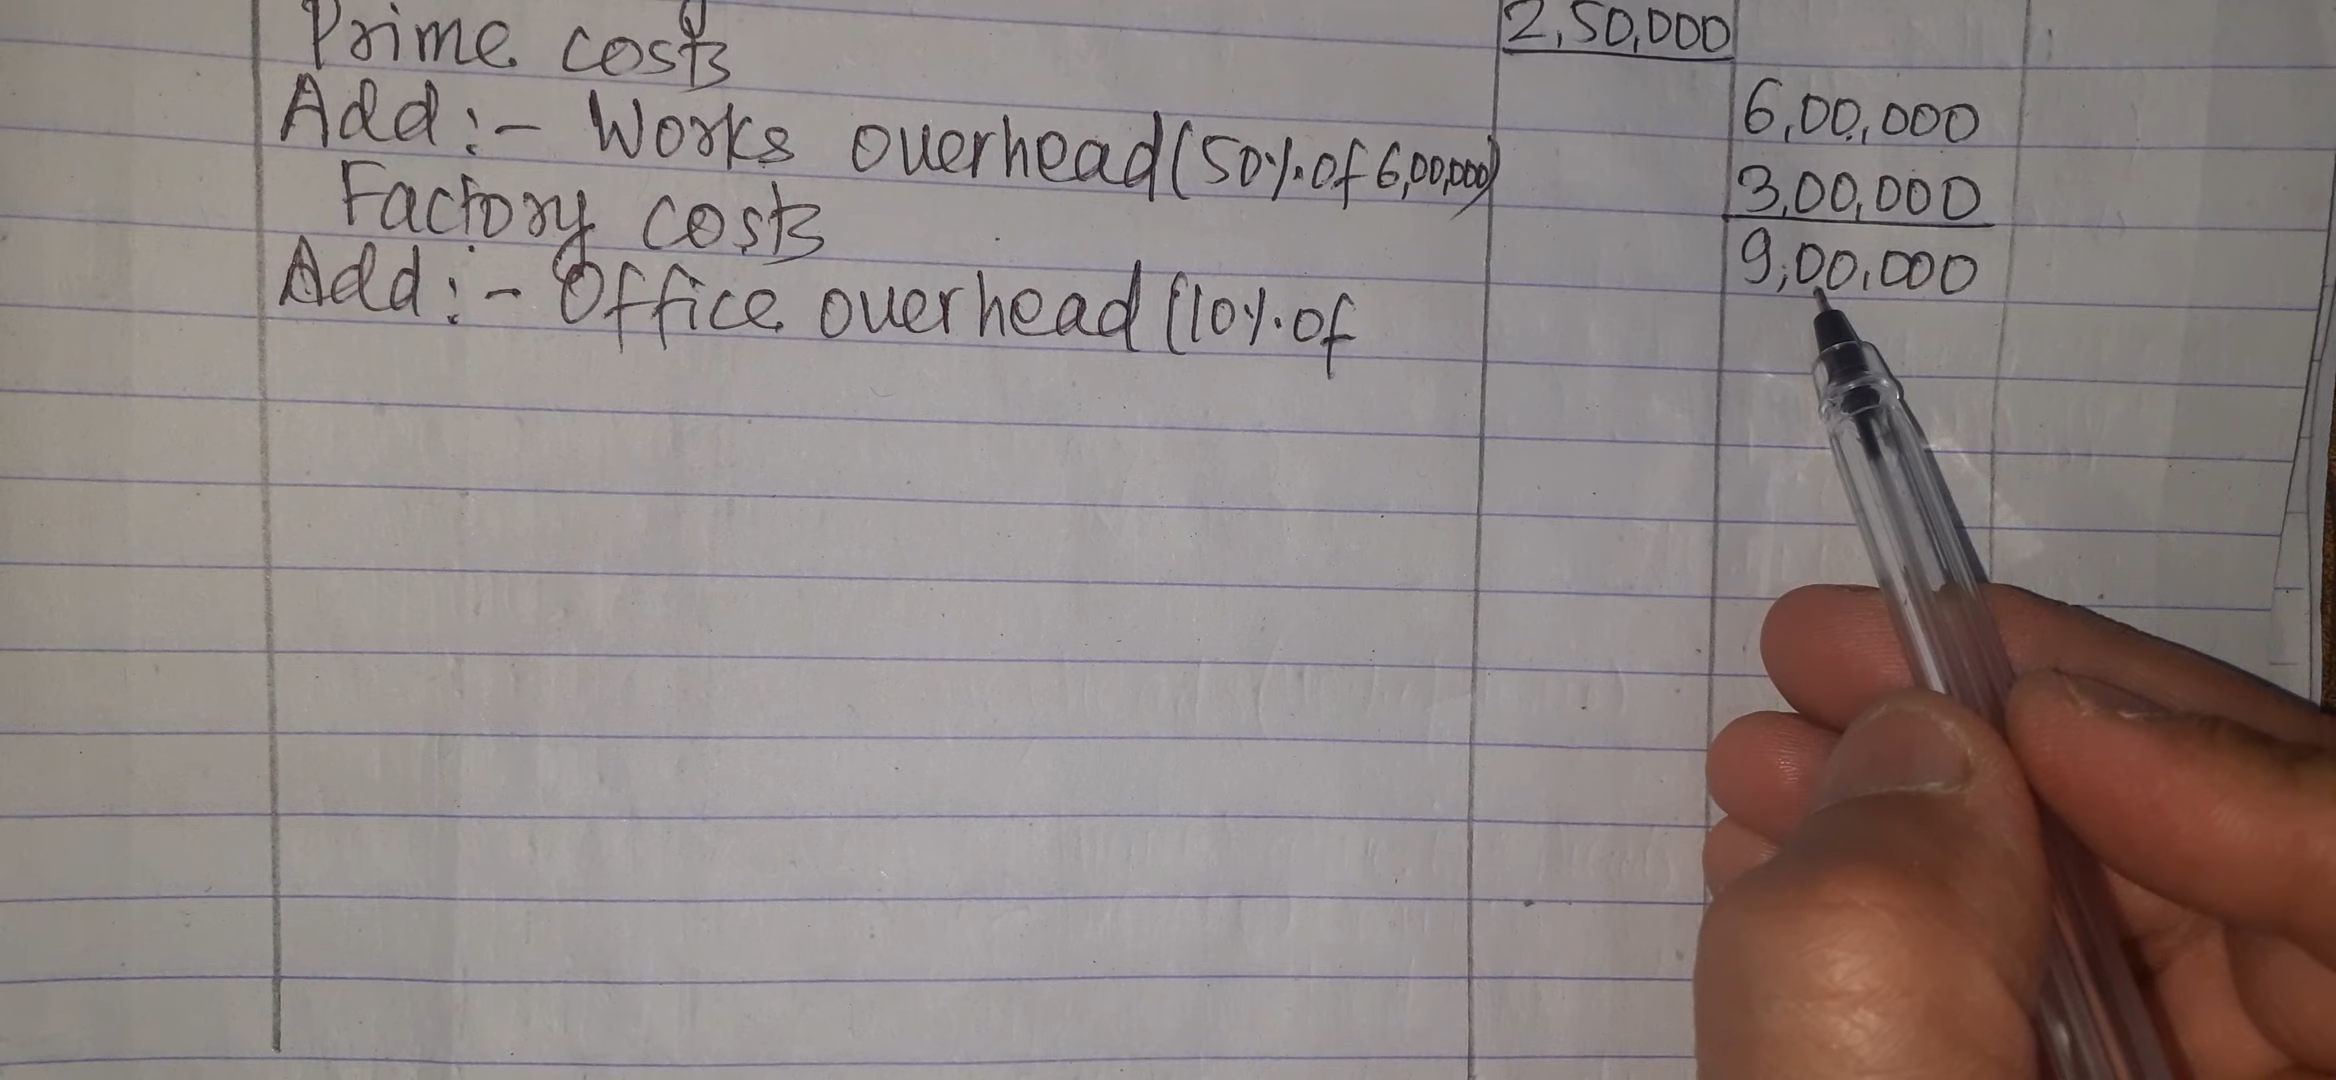 Prime costs 2,50,000
6,00,000
Add:- Works overhead (50% of 6,00,000) 3,00,000
Factory costs 9,00,000
Add:- Office overhead (10% of